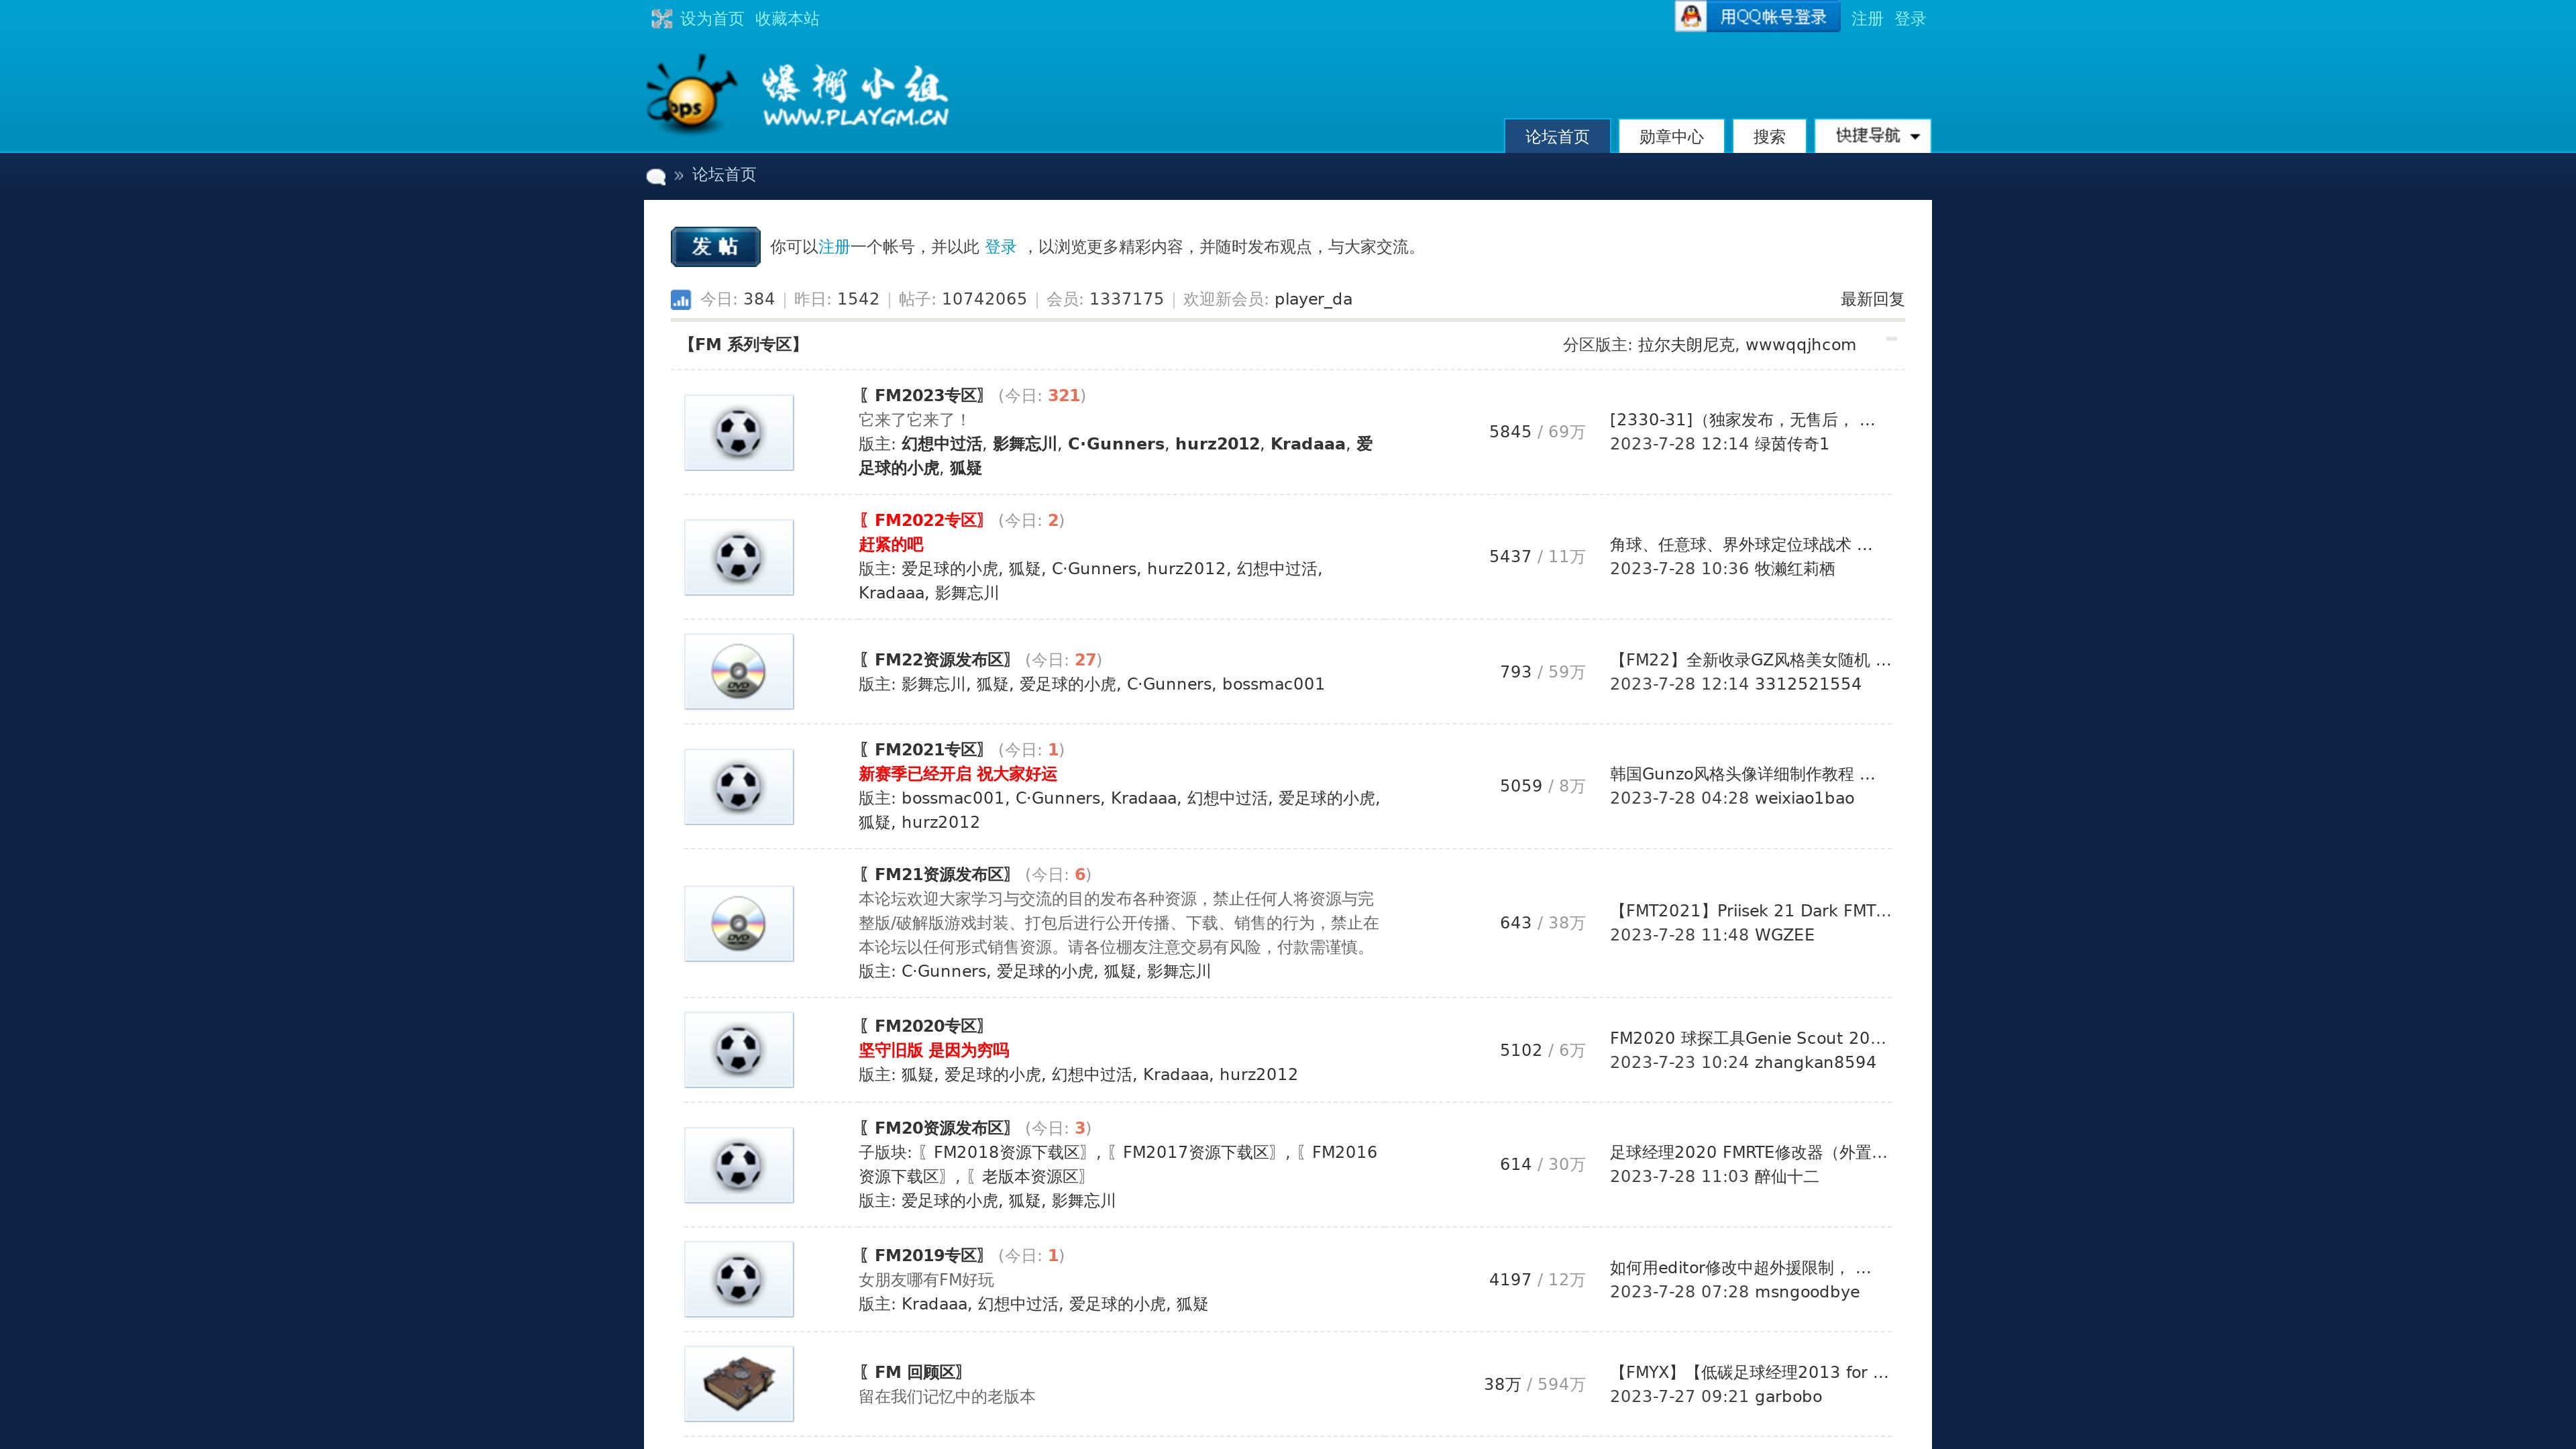 设为首页 收藏本站
用QQ帐号登录 注册 登录
pps
爆棚小组
WWW.PLAYGM.CN
论坛首页 勋章中心 搜索 快捷导航
» 论坛首页
发帖 你可以注册一个帐号，并以此 登录 ，以浏览更多精彩内容，并随时发布观点，与大家交流。
今日: 384 | 昨日: 1542 | 帖子: 10742065 | 会员: 1337175 | 欢迎新会员: player_da 最新回复
【FM 系列专区】 分区版主: 拉尔夫朗尼克, wwwqqjhcom
〖FM2023专区〗 (今日: 321)
它来了它来了！
版主: 幻想中过活, 影舞忘川, C·Gunners, hurz2012, Kradaaa, 爱
足球的小虎, 狐疑
5845 / 69万
[2330-31]（独家发布，无售后， ...
2023-7-28 12:14 绿茵传奇1
〖FM2022专区〗 (今日: 2)
赶紧的吧
版主: 爱足球的小虎, 狐疑, C·Gunners, hurz2012, 幻想中过活,
Kradaaa, 影舞忘川
5437 / 11万
角球、任意球、界外球定位球战术 ...
2023-7-28 10:36 牧濑红莉栖
DVD
〖FM22资源发布区〗 (今日: 27)
版主: 影舞忘川, 狐疑, 爱足球的小虎, C·Gunners, bossmac001
793 / 59万
【FM22】全新收录GZ风格美女随机 ...
2023-7-28 12:14 3312521554
〖FM2021专区〗 (今日: 1)
新赛季已经开启 祝大家好运
版主: bossmac001, C·Gunners, Kradaaa, 幻想中过活, 爱足球的小虎,
狐疑, hurz2012
5059 / 8万
韩国Gunzo风格头像详细制作教程 ...
2023-7-28 04:28 weixiao1bao
DVD
〖FM21资源发布区〗 (今日: 6)
本论坛欢迎大家学习与交流的目的发布各种资源，禁止任何人将资源与完
整版/破解版游戏封装、打包后进行公开传播、下载、销售的行为，禁止在
本论坛以任何形式销售资源。请各位棚友注意交易有风险，付款需谨慎。
版主: C·Gunners, 爱足球的小虎, 狐疑, 影舞忘川
643 / 38万
【FMT2021】Priisek 21 Dark FMT...
2023-7-28 11:48 WGZEE
〖FM2020专区〗
坚守旧版 是因为穷吗
版主: 狐疑, 爱足球的小虎, 幻想中过活, Kradaaa, hurz2012
5102 / 6万
FM2020 球探工具Genie Scout 20...
2023-7-23 10:24 zhangkan8594
〖FM20资源发布区〗 (今日: 3)
子版块: 〖FM2018资源下载区〗, 〖FM2017资源下载区〗, 〖FM2016
资源下载区〗, 〖老版本资源区〗
版主: 爱足球的小虎, 狐疑, 影舞忘川
614 / 30万
足球经理2020 FMRTE修改器（外置...
2023-7-28 11:03 醉仙十二
〖FM2019专区〗 (今日: 1)
女朋友哪有FM好玩
版主: Kradaaa, 幻想中过活, 爱足球的小虎, 狐疑
4197 / 12万
如何用editor修改中超外援限制， ...
2023-7-28 07:28 msngoodbye
〖FM 回顾区〗
留在我们记忆中的老版本
38万 / 594万
【FMYX】【低碳足球经理2013 for ...
2023-7-27 09:21 garbobo